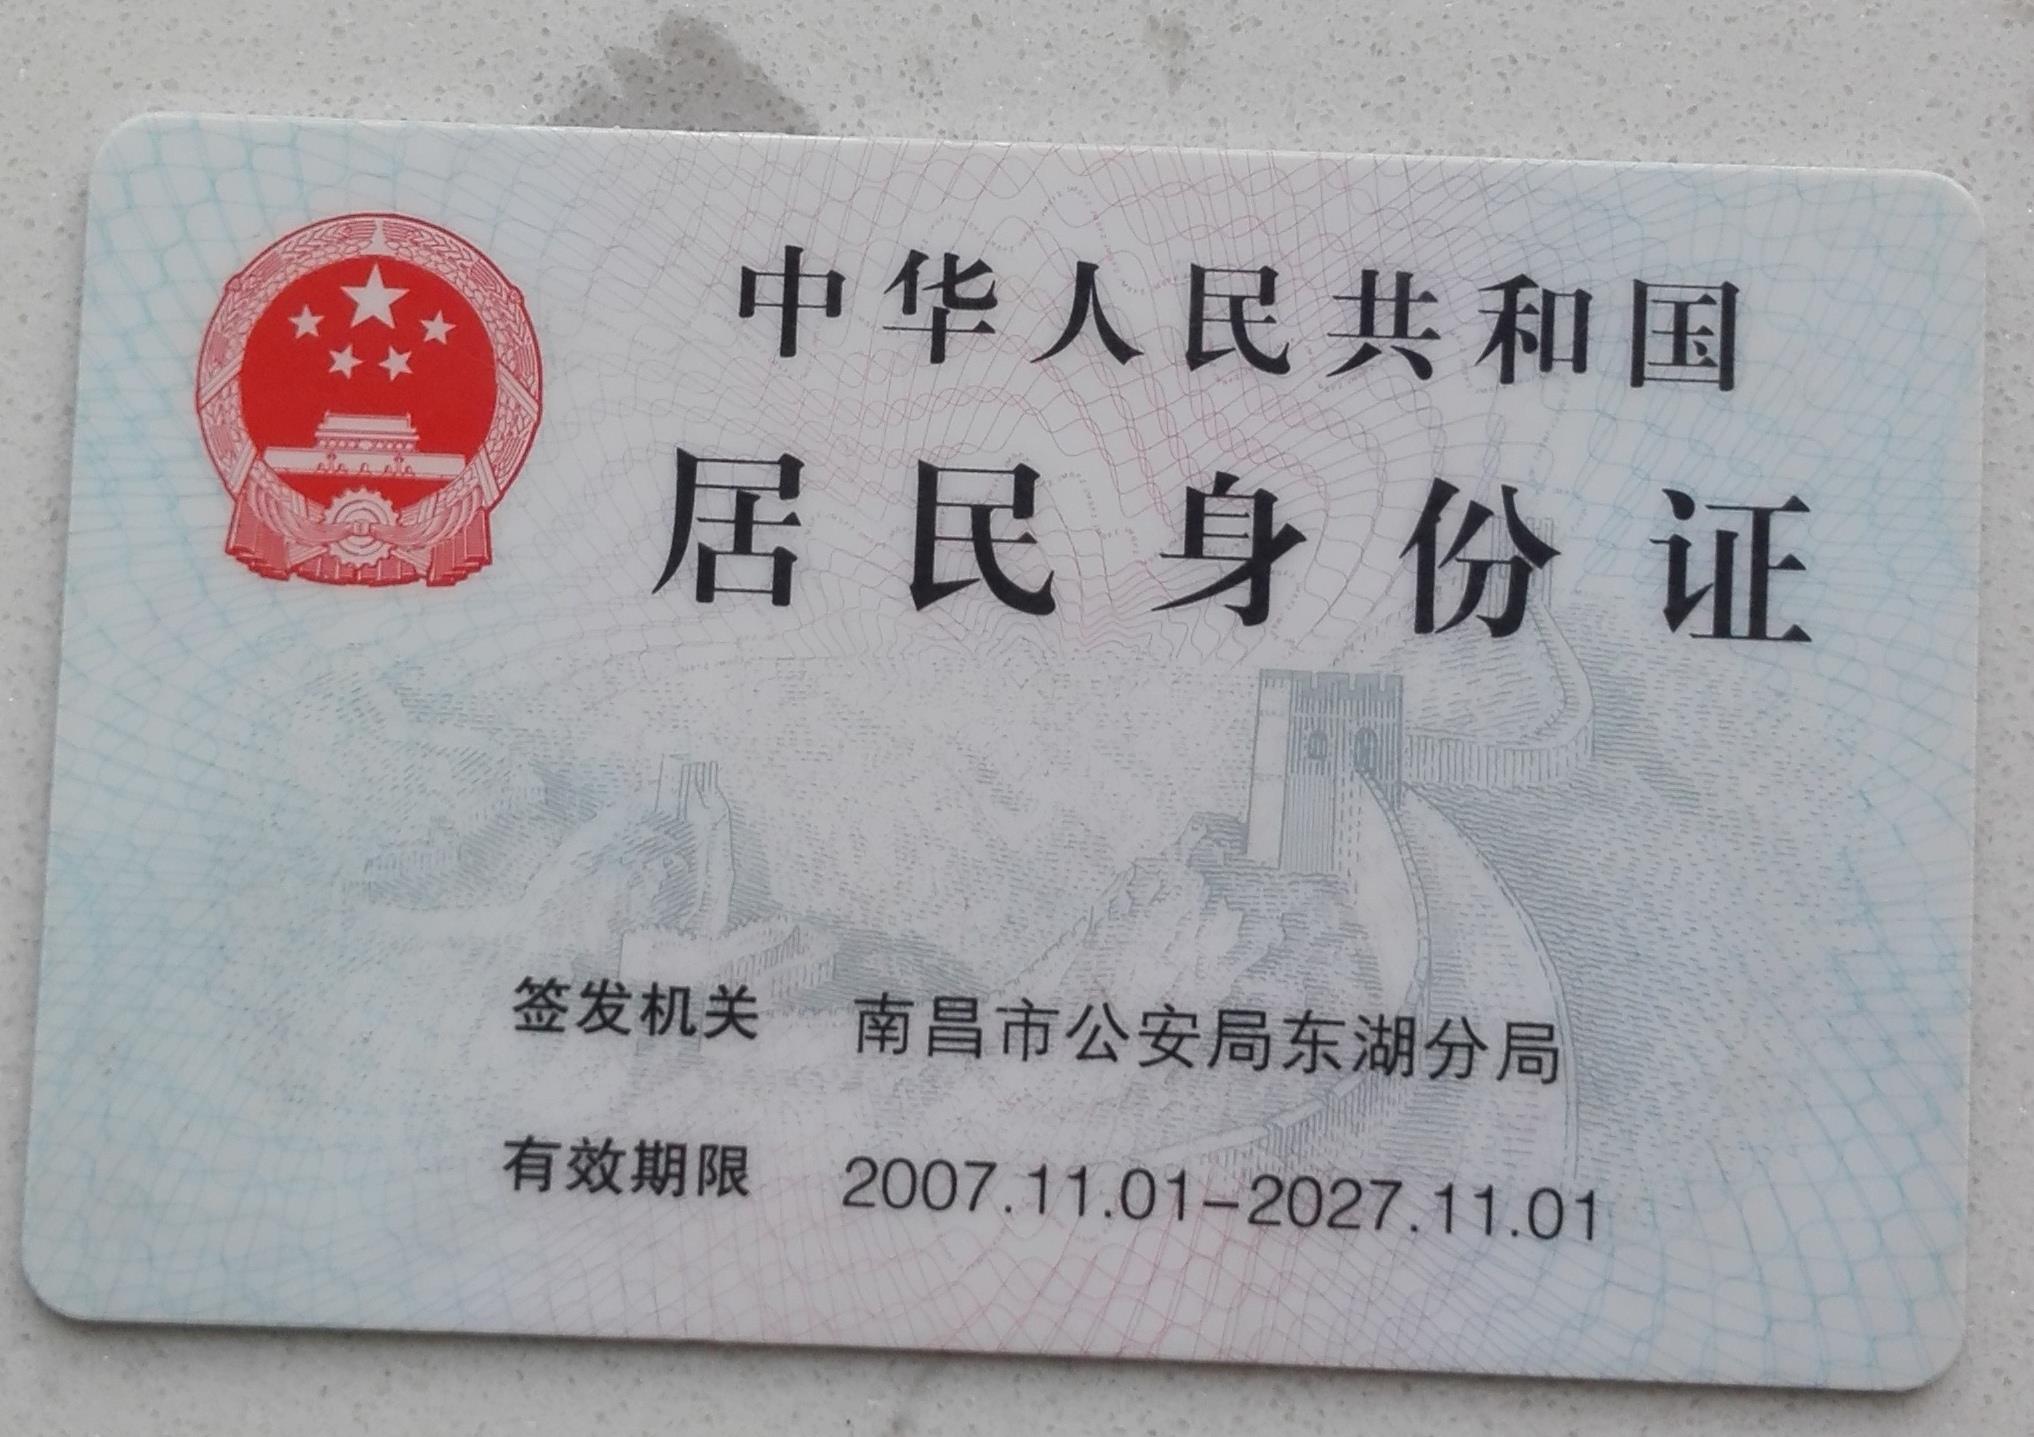 中华人民共和国
居民身份证
签发机关 南昌市公安局东湖分局
有效期限 2007.11.01-2027.11.01